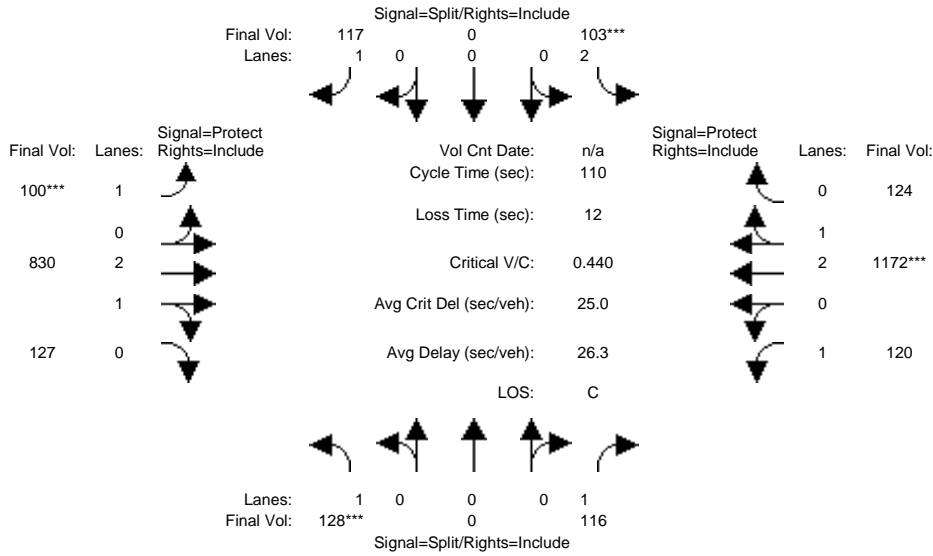 Signal=Split/Rights=Include
Final Vol: 117 0 103***
Lanes: 1 0 0 0 2
Signal=Protect
Final Vol: Lanes: Rights=Include
Vol Cnt Date: n/a
Signal=Protect
Rights=Include Lanes: Final Vol:
Cycle Time (sec): 110
100*** 1
0 124
Loss Time (sec): 12
0
1
830 2
Critical V/C: 0.440
2 1172***
1
Avg Crit Del (sec/veh): 25.0
0
127 0
Avg Delay (sec/veh): 26.3
1 120
LOS: C
Lanes: 1 0 0 0 1
Final Vol: 128*** 0 116
Signal=Split/Rights=Include